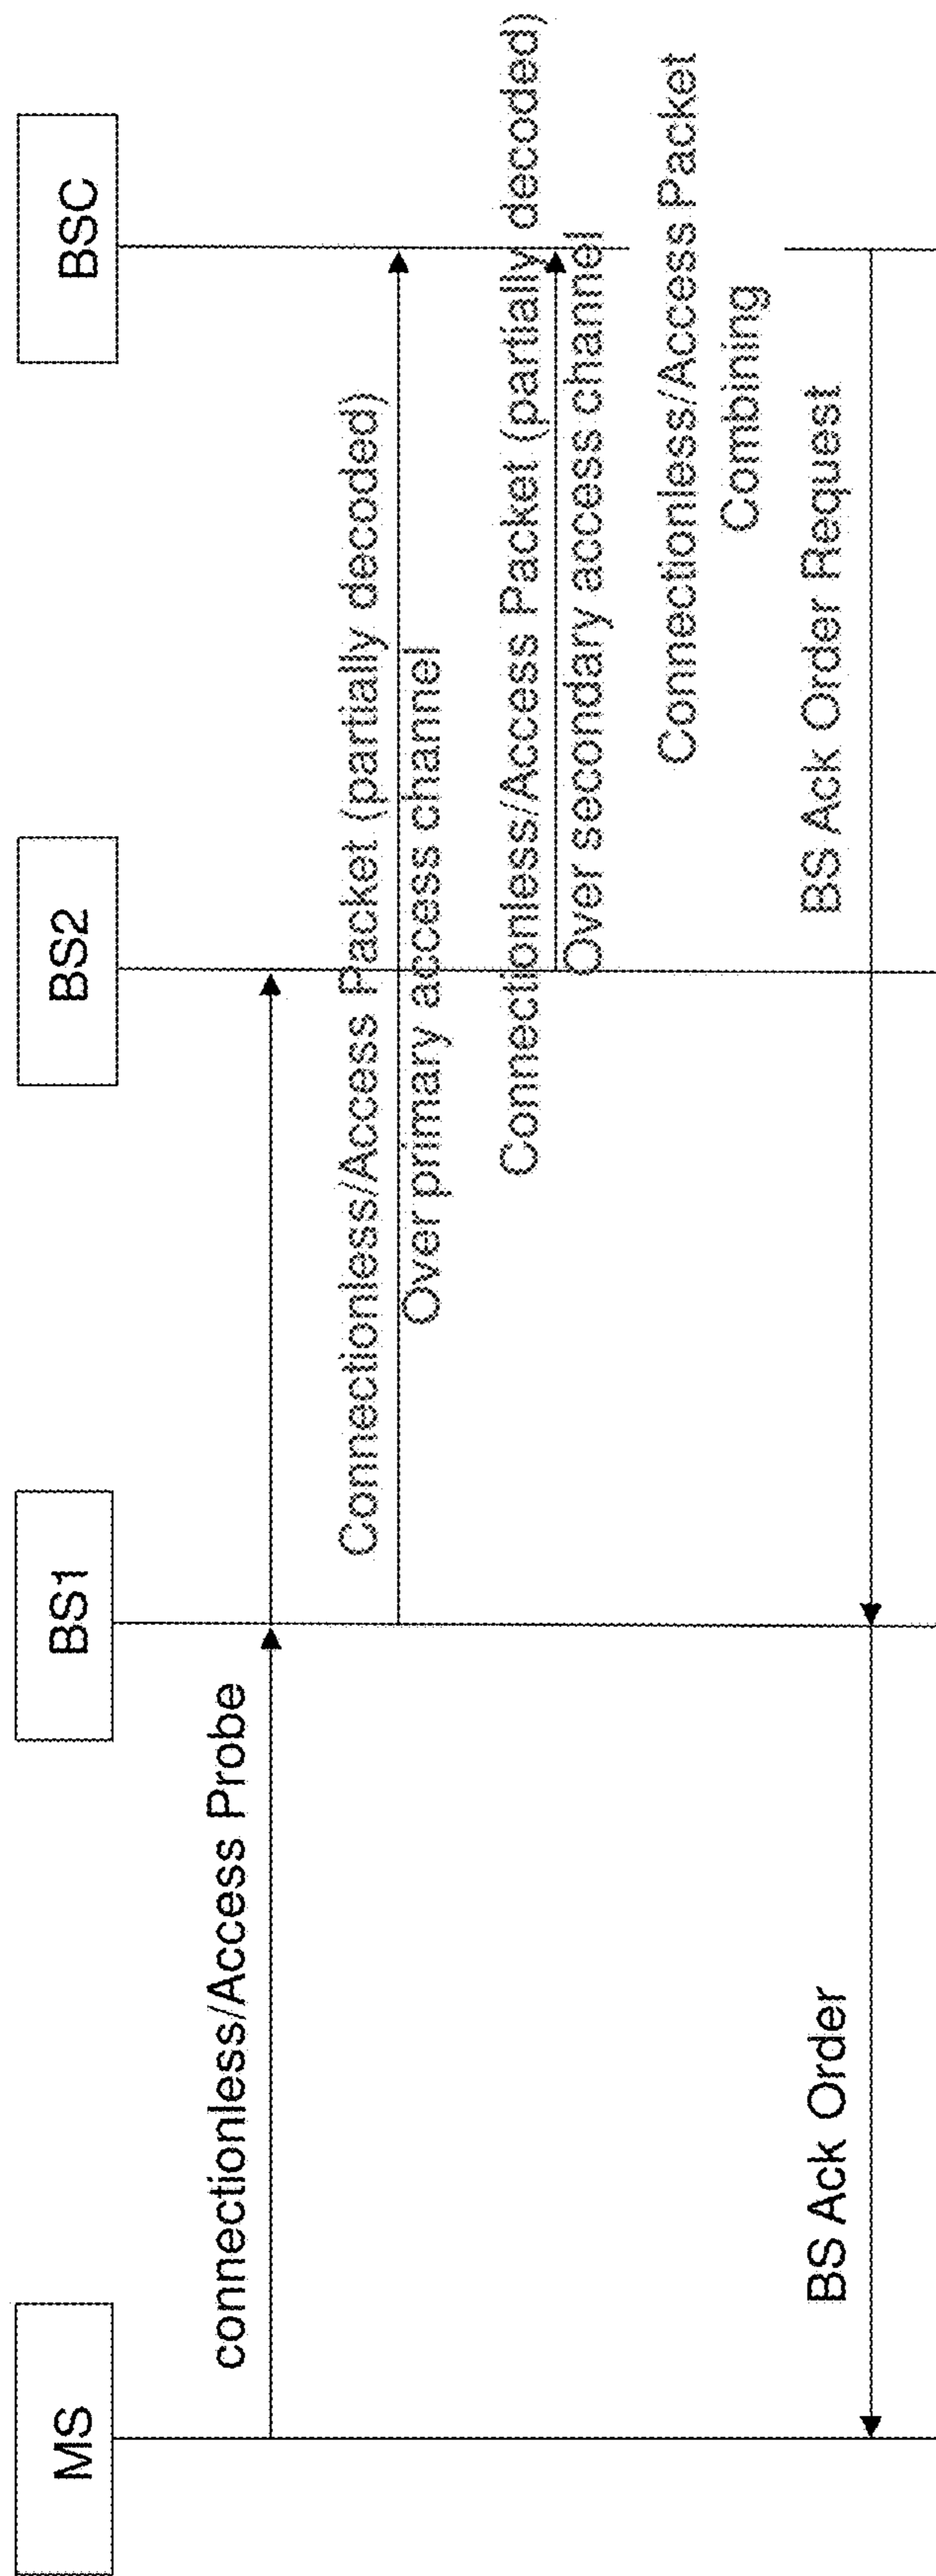 MS
BS1
BS2
BSC
connectionless/Access Probe
Connectionless/Access Packet (partially decoded)
Over primary access channel
Connectionless/Access Packet (partially decoded)
Over secondary access channel
Connectionless/Access Packet
Combining
BS Ack Order
BS Ack Order Request